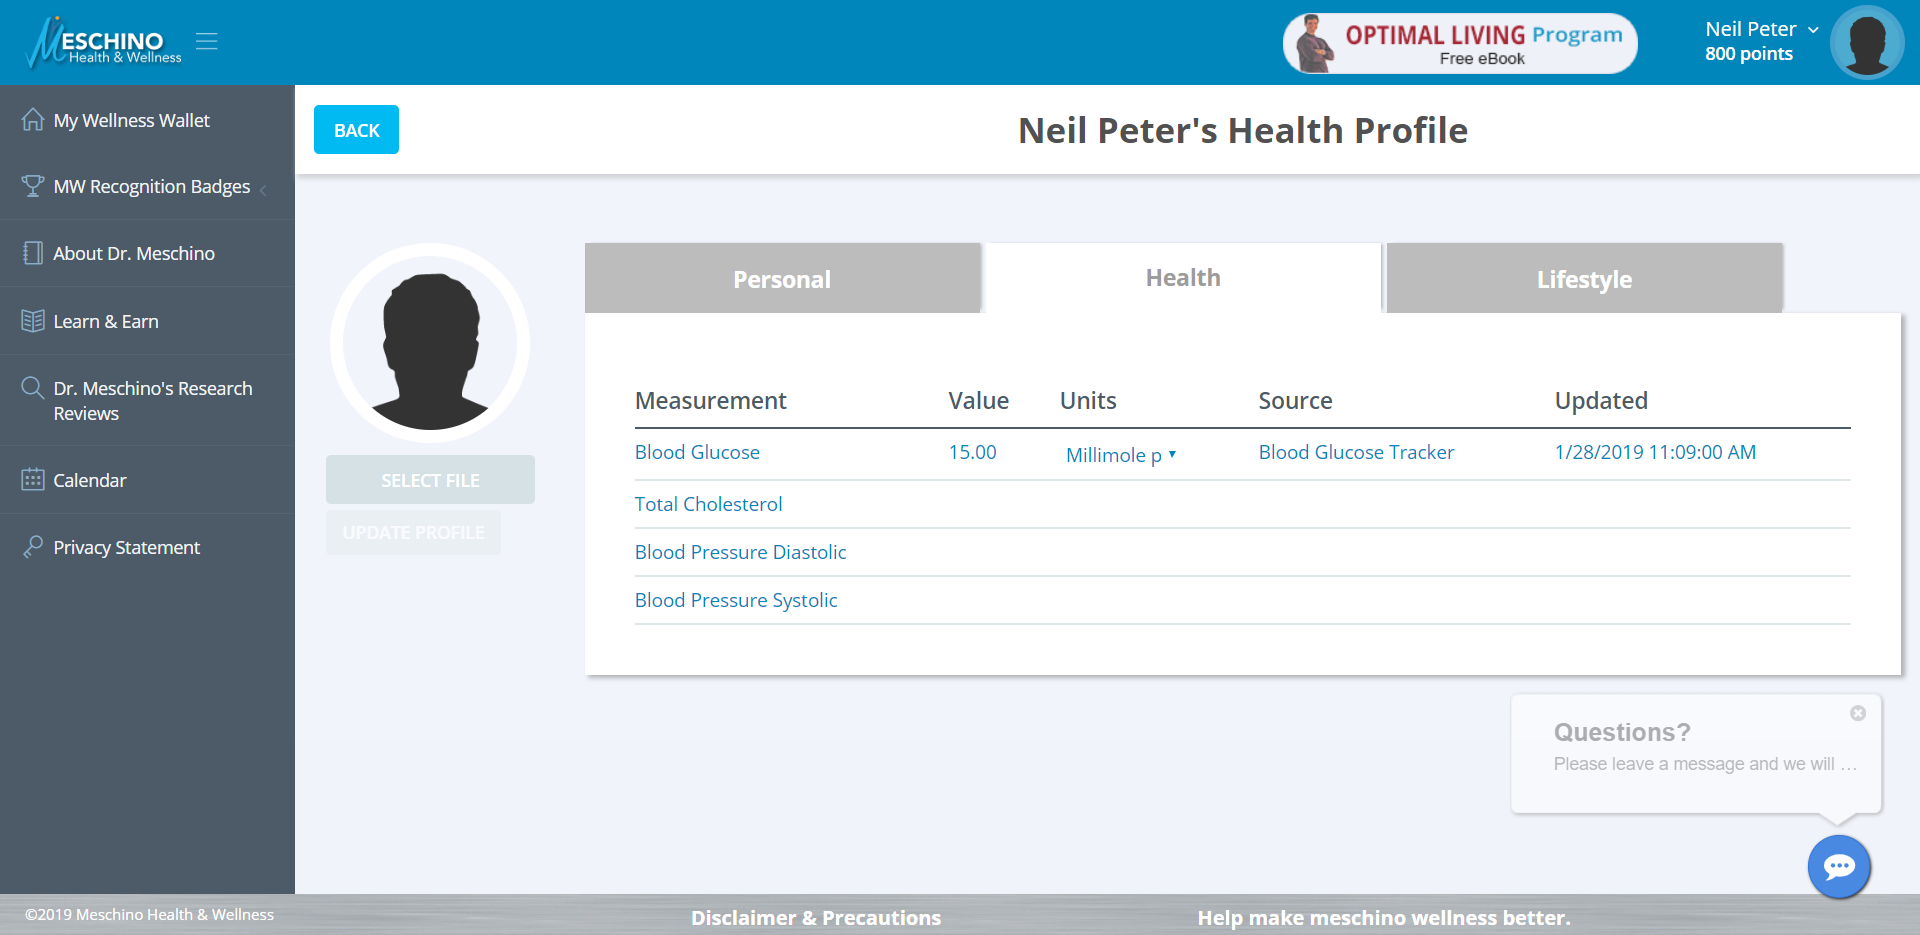 MESCHINO
Health & Wellness
OPTIMAL LIVING Program
Free eBook
Neil Peter
800 points
My Wellness Wallet
MW Recognition Badges
About Dr. Meschino
Learn & Earn
Dr. Meschino's Research
Reviews
Calendar
Privacy Statement
BACK
Neil Peter's Health Profile
SELECT FILE
UPDATE PROFILE
Personal
Health
Lifestyle
Measurement Value Units Source Updated
Blood Glucose 15.00 Millimole p Blood Glucose Tracker 1/28/2019 11:09:00 AM
Total Cholesterol
Blood Pressure Diastolic
Blood Pressure Systolic
Questions?
Please leave a message and we will ...
©2019 Meschino Health & Wellness
Disclaimer & Precautions
Help make meschino wellness better.